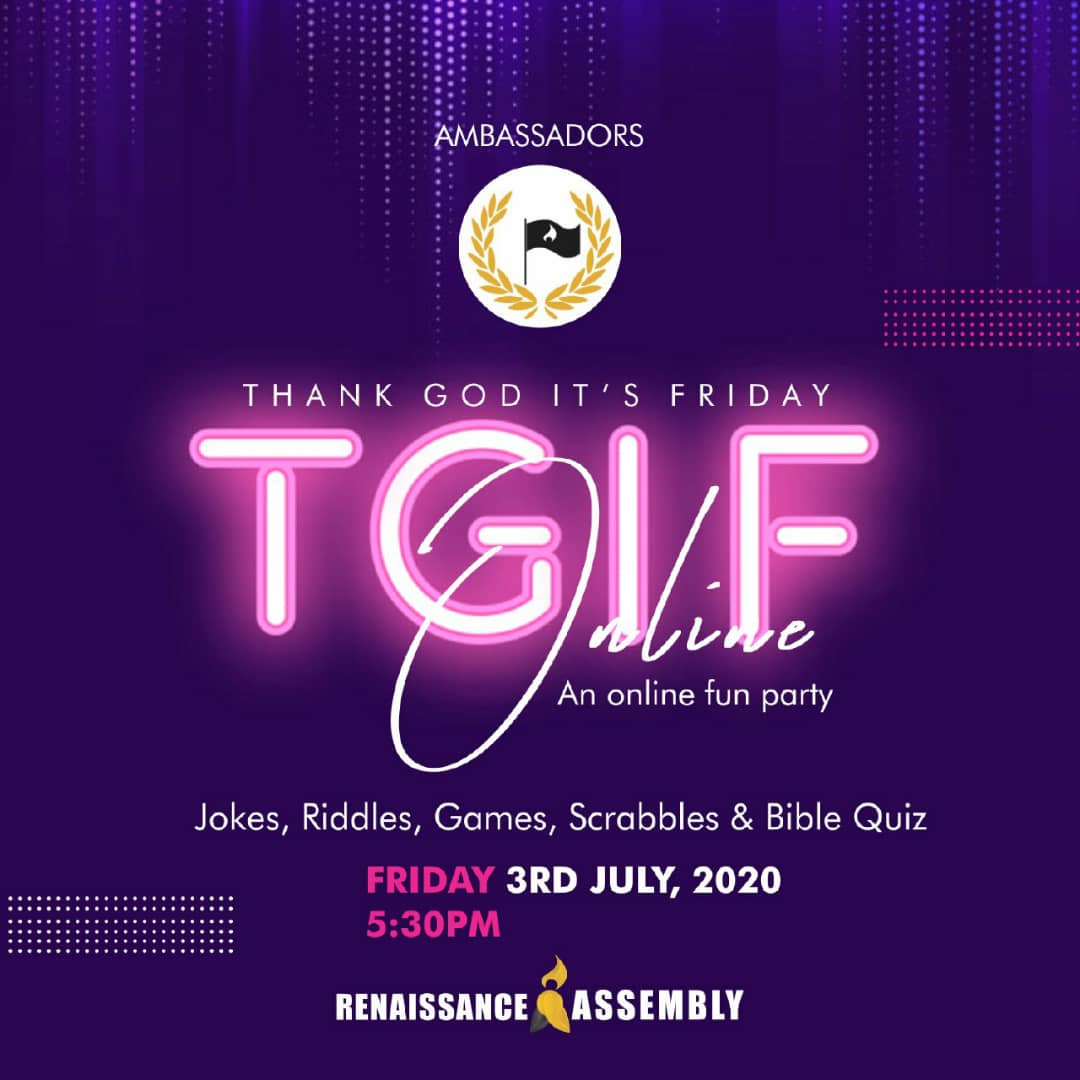 AMBASSADORS
THANK GOD IT'S FRIDAY
TGIF
Online
An online fun party
Jokes, Riddles, Games, Scrabbles & Bible Quiz
FRIDAY 3RD JULY, 2020
5:30PM
RENAISSANCE ASSEMBLY